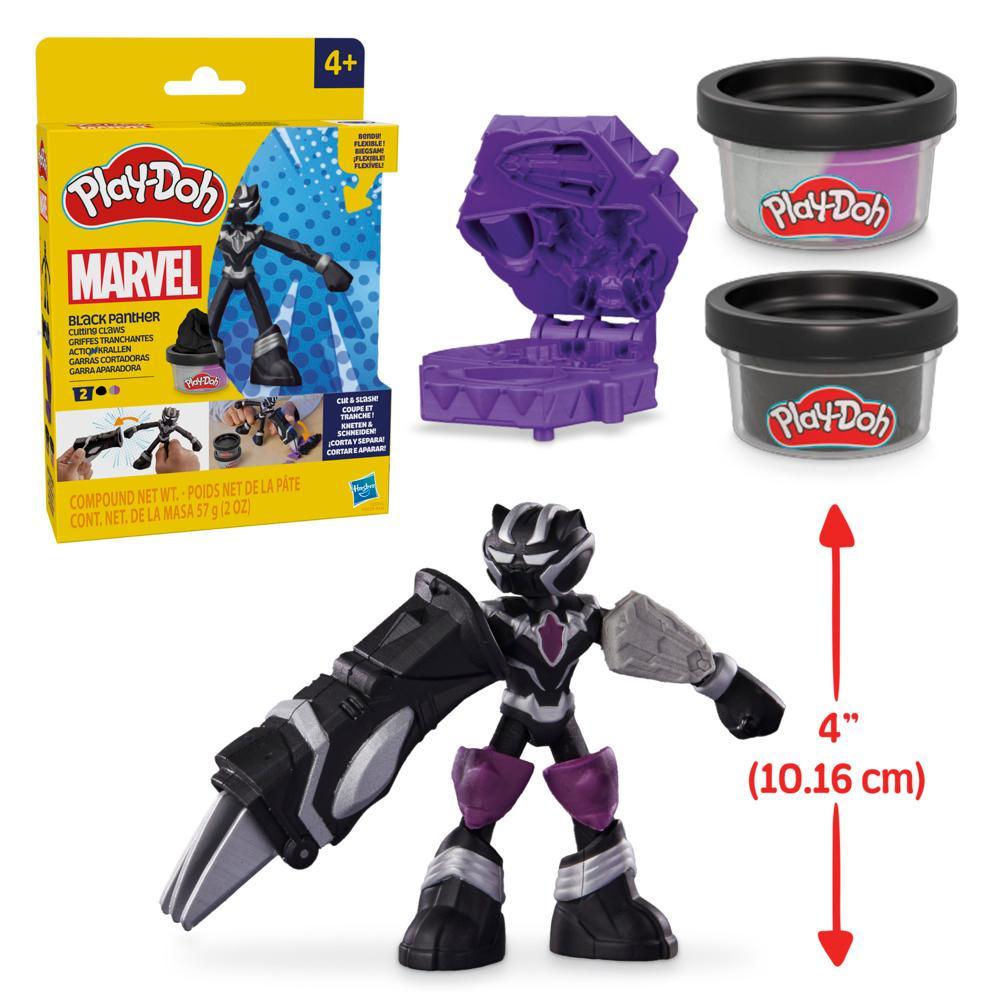 4+
MARVEL
BENDY!
FLEXIBLE !
BIEGSAM!
¡FLEXIBLE!
FLEXÍVEL!
Play-Doh
MARVEL
BLACK PANTHER
CUTTING CLAWS
GRIFFES TRANCHANTES
ACTIONKRALLEN
GARRAS CORTADORAS
GARRA APARADORA
2
Play-Doh
CUT & SLASH!
COUPE ET
TRANCHE !
KNETEN &
SCHNEIDEN!
¡CORTA Y SEPARA!
CORTAR E APARAR!
COMPOUND NET WT. - POIDS NET DE LA PÂTE
CONT. NET. DE LA MASA 57 g (2 OZ)
Hasbro
Play-Doh
Play-Doh
4”
(10.16 cm)